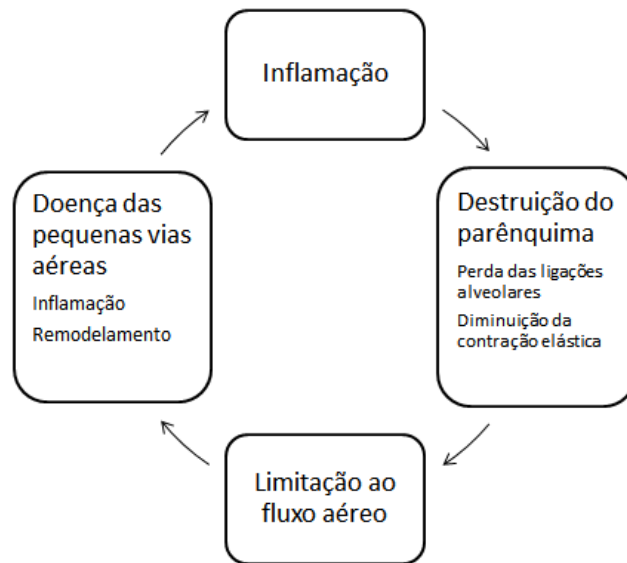 Inflamação
Doença das
pequenas vias
aéreas
Inflamação
Remodelamento
Destruição do
parênquima
Perda das ligações
alveolares
Diminuição da
contração elástica
Limitação ao
fluxo aéreo